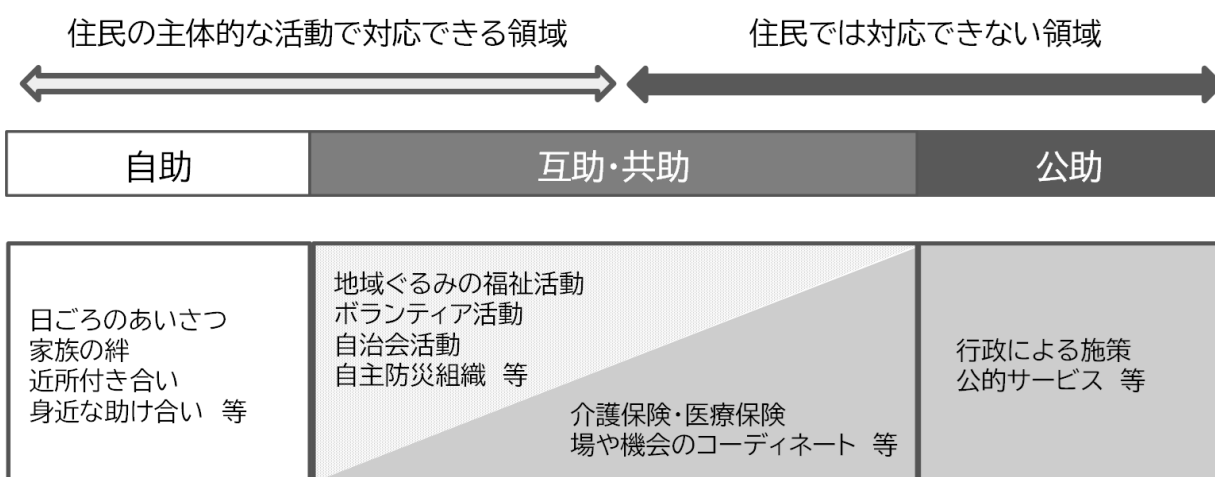 住民の主体的な活動で対応できる領域
住民では対応できない領域
自助
互助・共助
公助
日ごろのあいさつ
家族の絆
近所付き合い
身近な助け合い 等
地域ぐるみの福祉活動
ボランティア活動
自治会活動
自主防災組織 等
介護保険・医療保険
場や機会のコーディネート 等
行政による施策
公的サービス 等